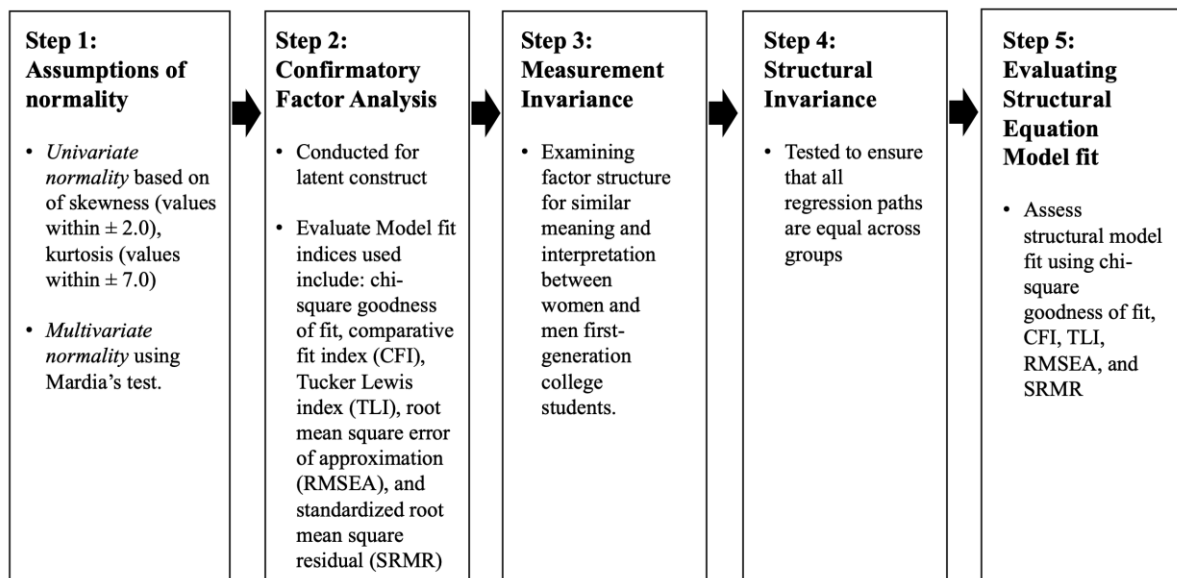 Step 1:
Assumptions of
normality
• Univariate
normality based on
of skewness (values
within ± 2.0),
kurtosis (values
within ± 7.0)
• Multivariate
normality using
Mardia's test.
Step 2:
Confirmatory
Factor Analysis
• Conducted for
latent construct
• Evaluate Model fit
indices used
include: chi-
square goodness
of fit, comparative
fit index (CFI),
Tucker Lewis
index (TLI), root
mean square error
of approximation
(RMSEA), and
standardized root
mean square
residual (SRMR)
Step 3:
Measurement
Invariance
• Examining
factor structure
for similar
meaning and
interpretation
between
women and
men first-
generation
college
students.
Step 4:
Structural
Invariance
• Tested to ensure
that all
regression paths
are equal across
groups
Step 5:
Evaluating
Structural
Equation
Model fit
• Assess
structural model
fit using chi-
square
goodness of fit,
CFI, TLI,
RMSEA, and
SRMR